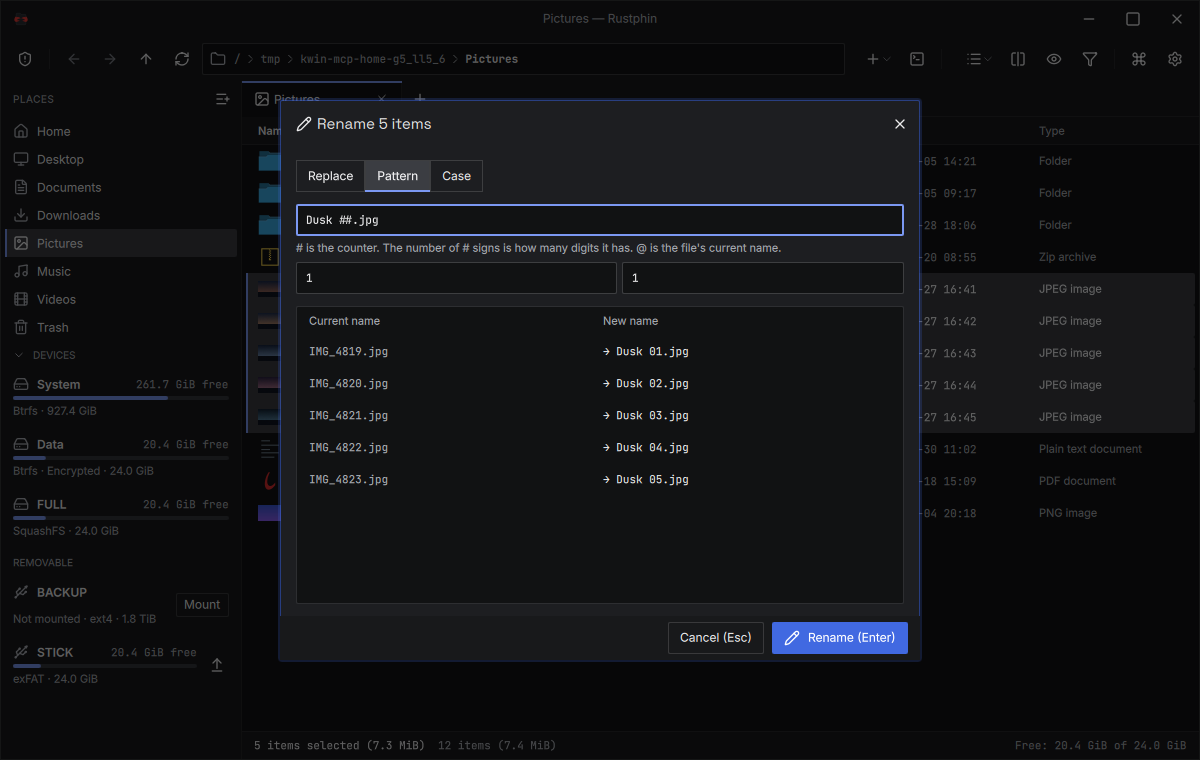 Pictures — Rustphin
/ > tmp > kwin-mcp-home-g5_ll5_6 > Pictures
PLACES
Home
Desktop
Documents
Downloads
Pictures
Music
Videos
Trash
DEVICES
System 261.7 GiB free
Btrfs · 927.4 GiB
Data 20.4 GiB free
Btrfs · Encrypted · 24.0 GiB
FULL 20.4 GiB free
SquashFS · 24.0 GiB
REMOVABLE
BACKUP
Mount
Not mounted · ext4 · 1.8 TiB
STICK 20.4 GiB free
exFAT · 24.0 GiB
Pictures
Type
05 14:21 Folder
05 09:17 Folder
28 18:06 Folder
20 08:55 Zip archive
27 16:41 JPEG image
27 16:42 JPEG image
27 16:43 JPEG image
27 16:44 JPEG image
27 16:45 JPEG image
30 11:02 Plain text document
18 15:09 PDF document
04 20:18 PNG image
Rename 5 items
Replace Pattern Case
Dusk ##.jpg
# is the counter. The number of # signs is how many digits it has. @ is the file's current name.
1 1
Current name New name
IMG_4819.jpg → Dusk 01.jpg
IMG_4820.jpg → Dusk 02.jpg
IMG_4821.jpg → Dusk 03.jpg
IMG_4822.jpg → Dusk 04.jpg
IMG_4823.jpg → Dusk 05.jpg
Cancel (Esc) Rename (Enter)
5 items selected (7.3 MiB) 12 items (7.4 MiB) Free: 20.4 GiB of 24.0 GiB